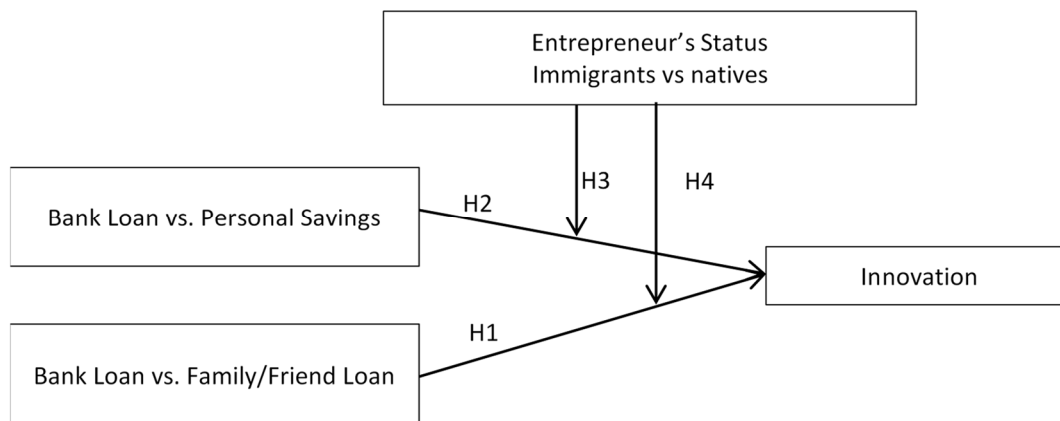 Entrepreneur’s Status
Immigrants vs natives
H3
H4
H2
Bank Loan vs. Personal Savings
Innovation
H1
Bank Loan vs. Family/Friend Loan